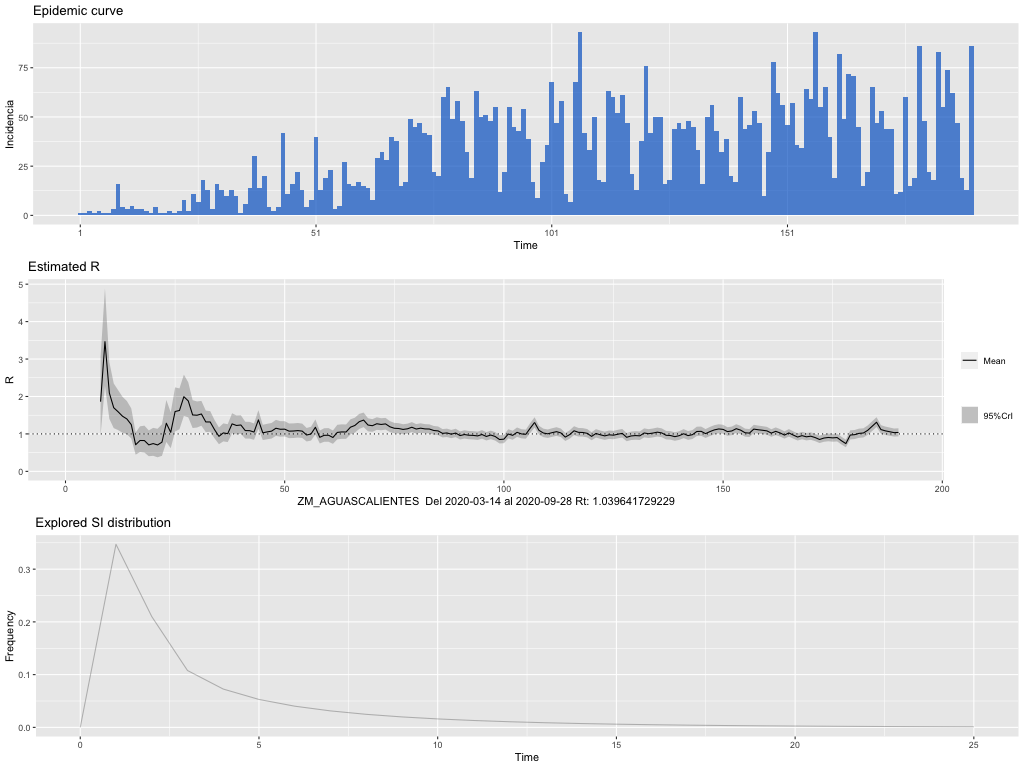 Epidemic curve
75
50
25
0
Incidencia
1 51 101 151
Time
Estimated R
5
4
3
2
1
0
R
0 50 100 150 200
ZM_AGUASCALIENTES Del 2020-03-14 al 2020-09-28 Rt: 1.039641729229
Mean
95%CrI
Explored SI distribution
0.3
0.2
0.1
0.0
Frequency
0 5 10 15 20 25
Time